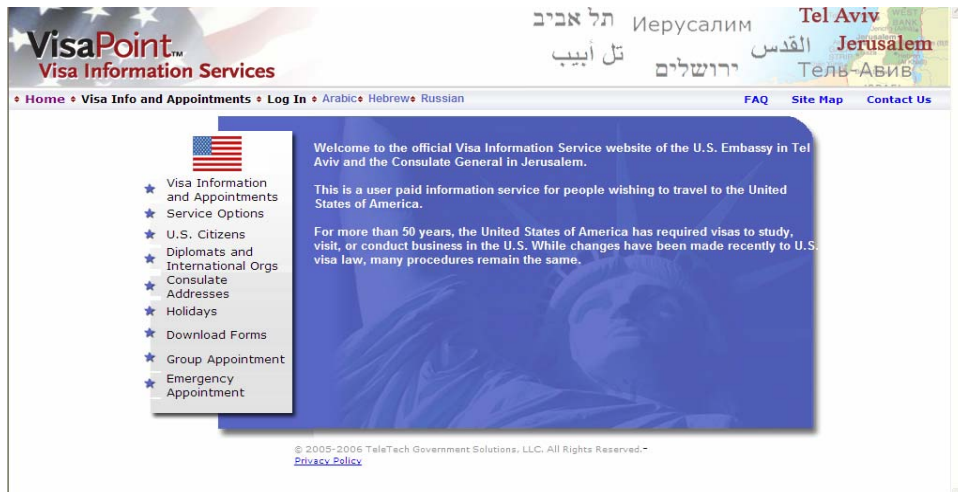 VisaPoint™
Visa Information Services
תל אביב Иерусалим Tel Aviv
تل أبيب ירושלים القدس Jerusalem
Тель-Авив
WEST
BANK
Home Visa Info and Appointments Log In Arabic Hebrew Russian FAQ Site Map Contact Us
Visa Information
and Appointments
Service Options
U.S. Citizens
Diplomats and
International Orgs
Consulate
Addresses
Holidays
Download Forms
Group Appointment
Emergency
Appointment
Welcome to the official Visa Information Service website of the U.S. Embassy in Tel
Aviv and the Consulate General in Jerusalem.
This is a user paid information service for people wishing to travel to the United
States of America.
For more than 50 years, the United States of America has required visas to study,
visit, or conduct business in the U.S. While changes have been made recently to U.S.
visa law, many procedures remain the same.
© 2005-2006 TeleTech Government Solutions, LLC. All Rights Reserved.-
Privacy Policy